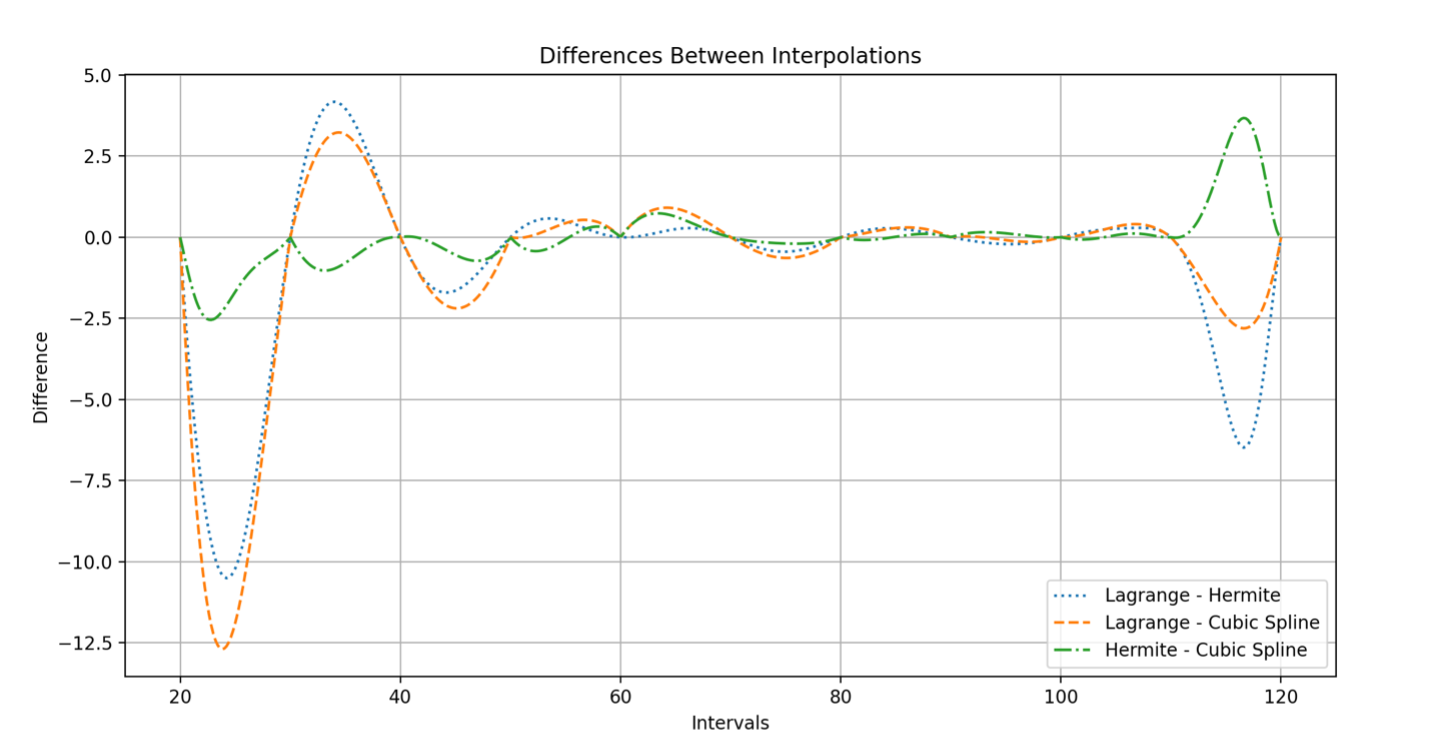 Differences Between Interpolations
5.0
2.5
0.0
−2.5
−5.0
−7.5
−10.0
−12.5
Difference
20
40
60
80
100
120
Intervals
Lagrange - Hermite
Lagrange - Cubic Spline
Hermite - Cubic Spline